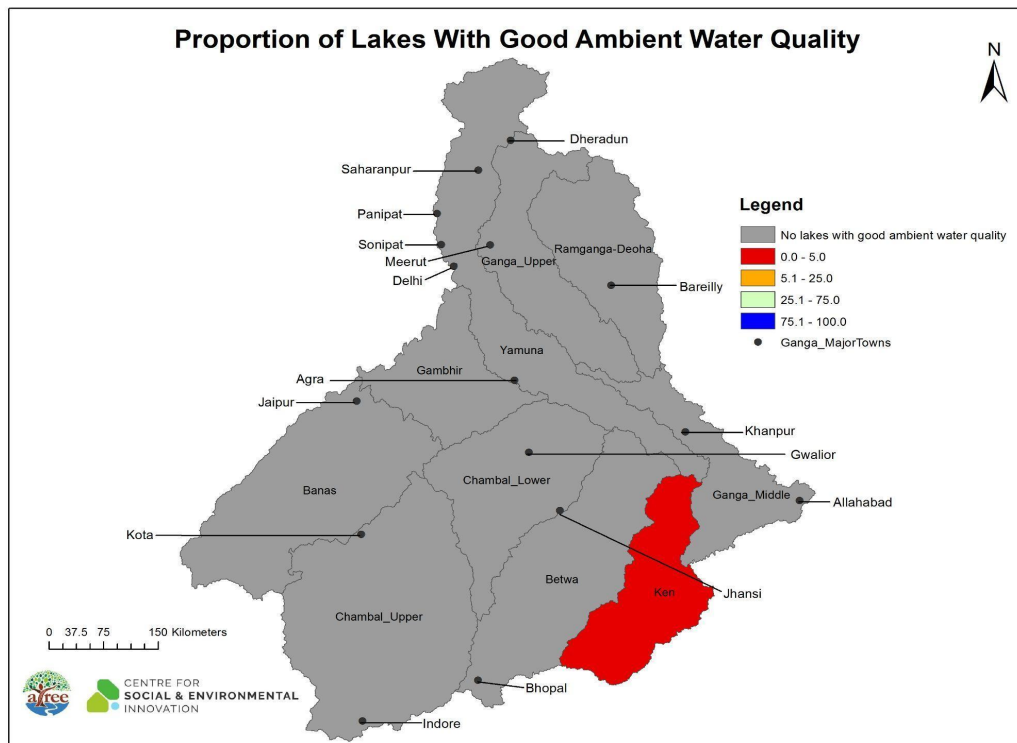 Proportion of Lakes With Good Ambient Water Quality
N
Dheradun
Saharanpur
Panipat
Sonipat
Meerut
Delhi
Ganga_Upper
Ramganga-Deoha
Bareilly
Legend
No lakes with good ambient water quality
0.0 - 5.0
5.1 - 25.0
25.1 - 75.0
75.1 - 100.0
Ganga_MajorTowns
Yamuna
Gambhir
Agra
Jaipur
Khanpur
Gwalior
Chambal_Lower
Banas
Ganga_Middle
Allahabad
Kota
Betwa
Ken
Jhansi
Chambal_Upper
0 37.5 75 150 Kilometers
Bhopal
Indore
atree
CENTRE FOR
SOCIAL & ENVIRONMENTAL
INNOVATION